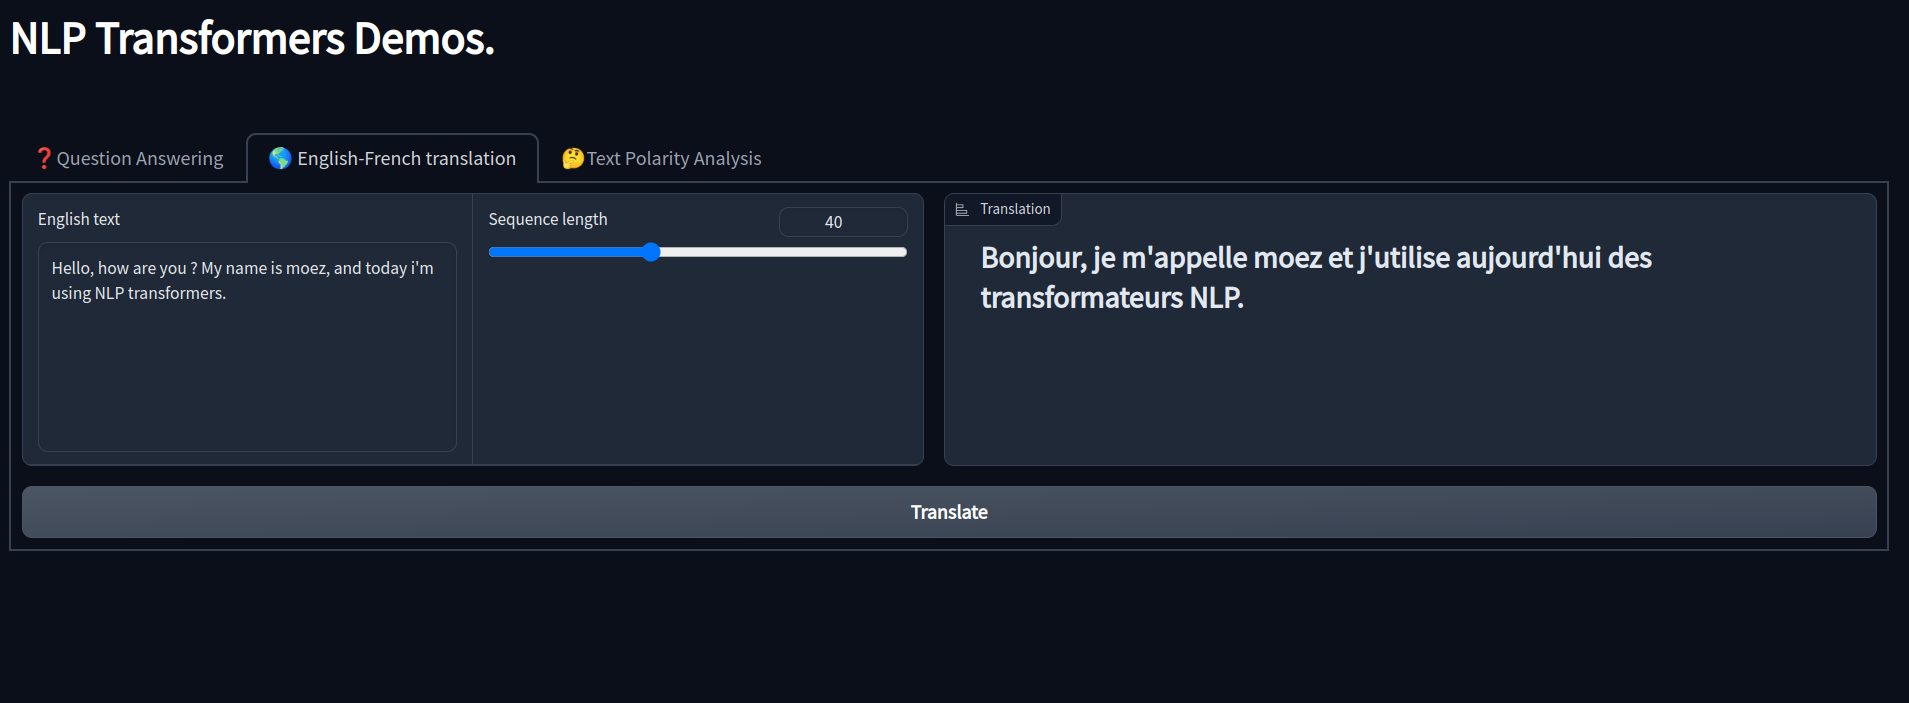 NLP Transformers Demos.
❓Question Answering
🌎 English-French translation
🤔Text Polarity Analysis
English text
Hello, how are you ? My name is moez, and today i'm
using NLP transformers.
Sequence length
40
Translation
Bonjour, je m'appelle moez et j'utilise aujourd'hui des
transformateurs NLP.
Translate